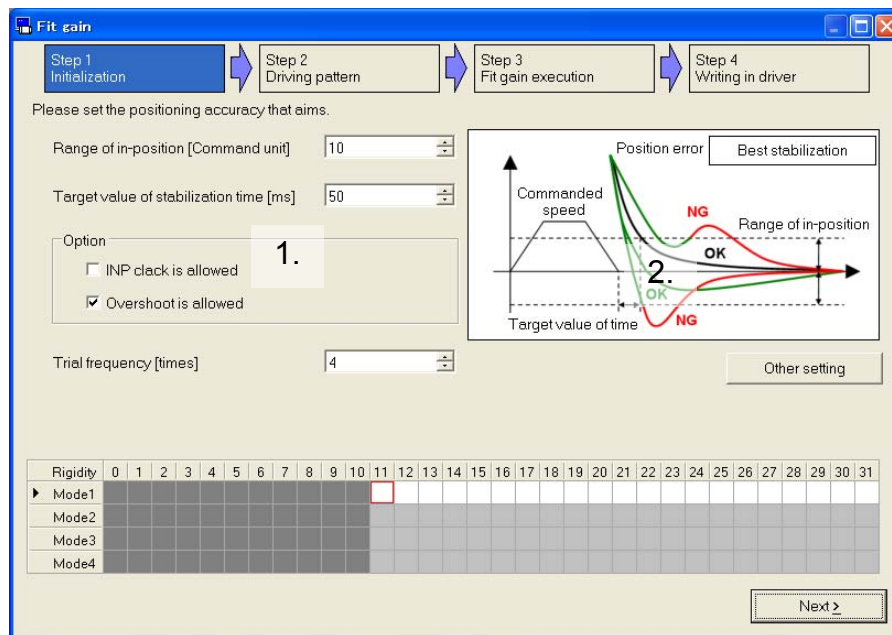 Fit gain
Step 1
Initialization
Step 2
Driving pattern
Step 3
Fit gain execution
Step 4
Writing in driver
Please set the positioning accuracy that aims.
Range of in-position [Command unit]
10
Target value of stabilization time [ms]
50
Option
1.
INP clack is allowed
Overshoot is allowed
Trial frequency [times]
4
Position error
Best stabilization
Commanded
speed
NG
Range of in-position
OK
2.
OK
Target value of time
NG
Other setting
Rigidity 0 1 2 3 4 5 6 7 8 9 10 11 12 13 14 15 16 17 18 19 20 21 22 23 24 25 26 27 28 29 30 31
Mode1
Mode2
Mode3
Mode4
Next >